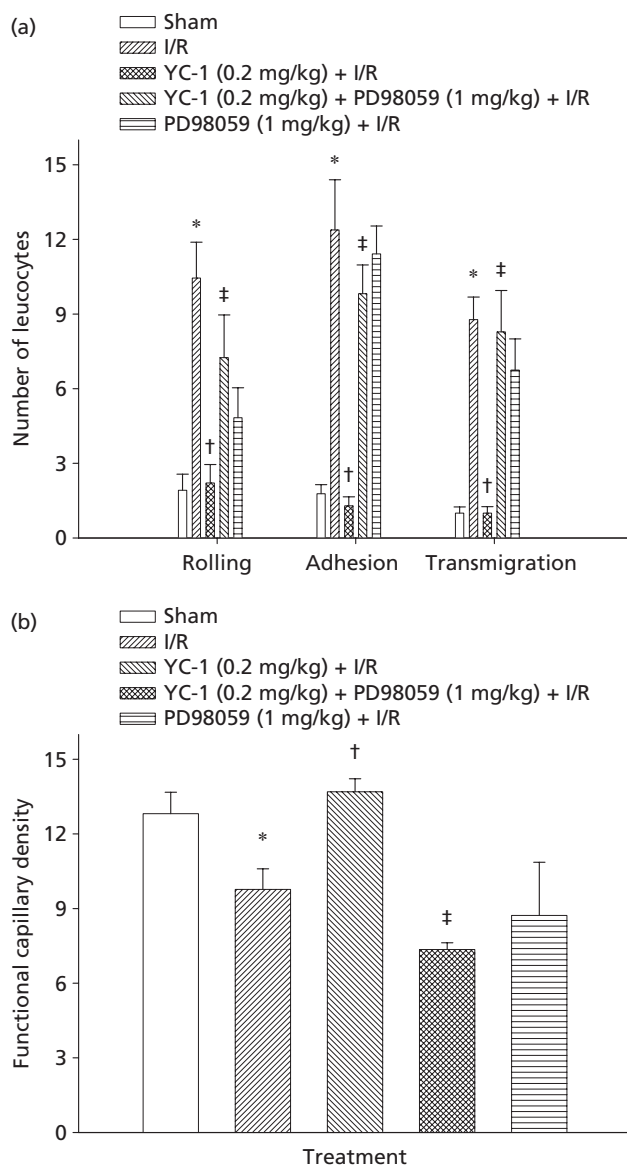 (a)
Sham
I/R
YC-1 (0.2 mg/kg) + I/R
YC-1 (0.2 mg/kg) + PD98059 (1 mg/kg) + I/R
PD98059 (1 mg/kg) + I/R
15
12
9
6
3
0
Number of leucocytes
* † ‡
* † ‡
* † ‡
Rolling Adhesion Transmigration
(b)
Sham
I/R
YC-1 (0.2 mg/kg) + I/R
YC-1 (0.2 mg/kg) + PD98059 (1 mg/kg) + I/R
PD98059 (1 mg/kg) + I/R
15
12
9
6
3
0
Functional capillary density
* † ‡
Treatment